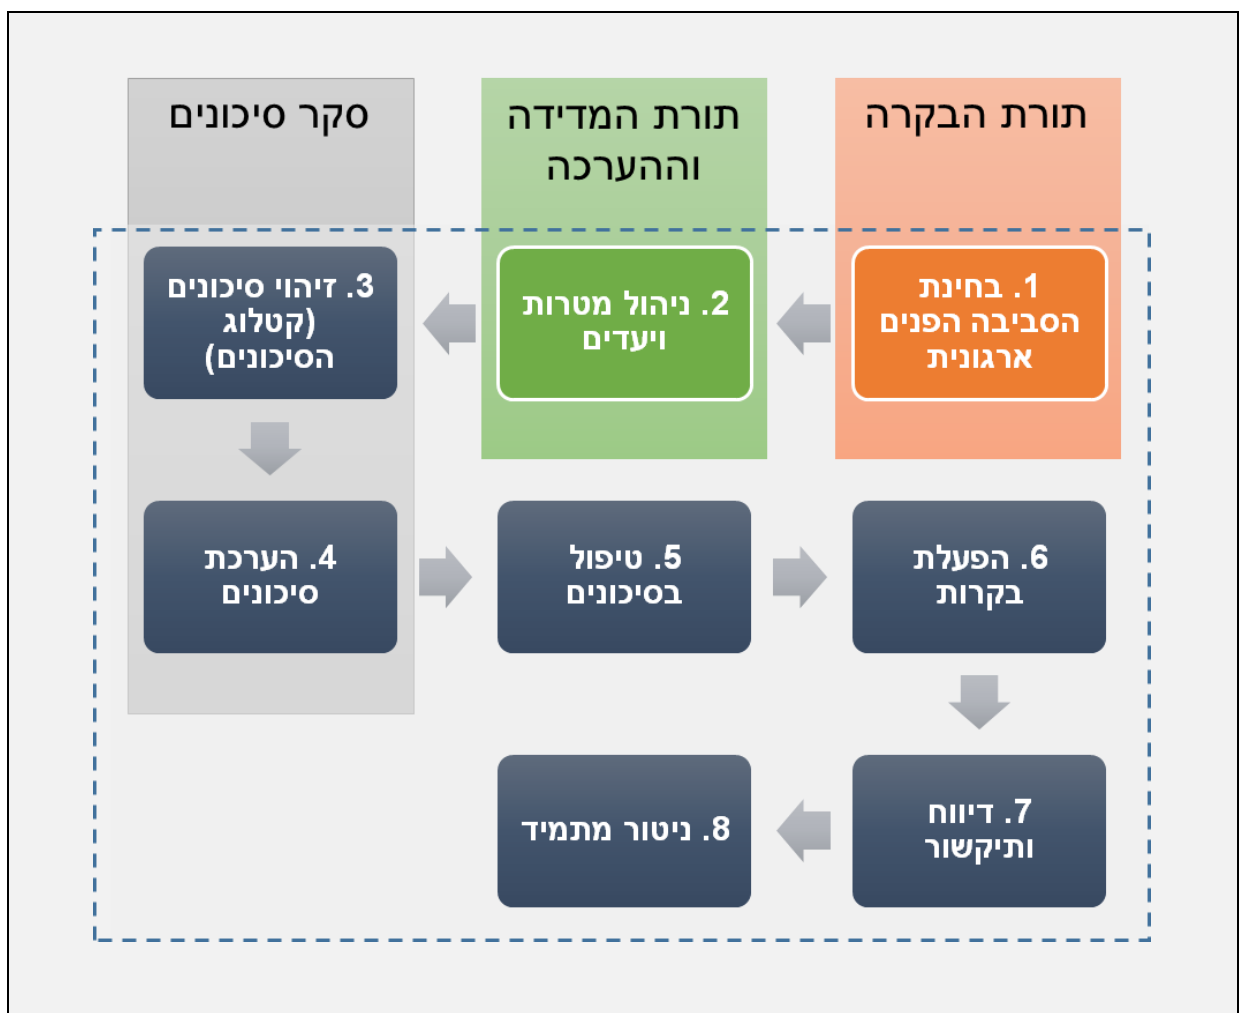 תורת הבקרה
תורת המדידה
וההערכה
סקר סיכונים
1. בחינת
הסביבה הפנים
ארגונית
2. ניהול מטרות
ויעדים
3. זיהוי סיכונים
(קטלוג
הסיכונים)
4. הערכת
סיכונים
5. טיפול
בסיכונים
6. הפעלת
בקרות
7. דיווח
ותיקשור
8. ניטור מתמיד